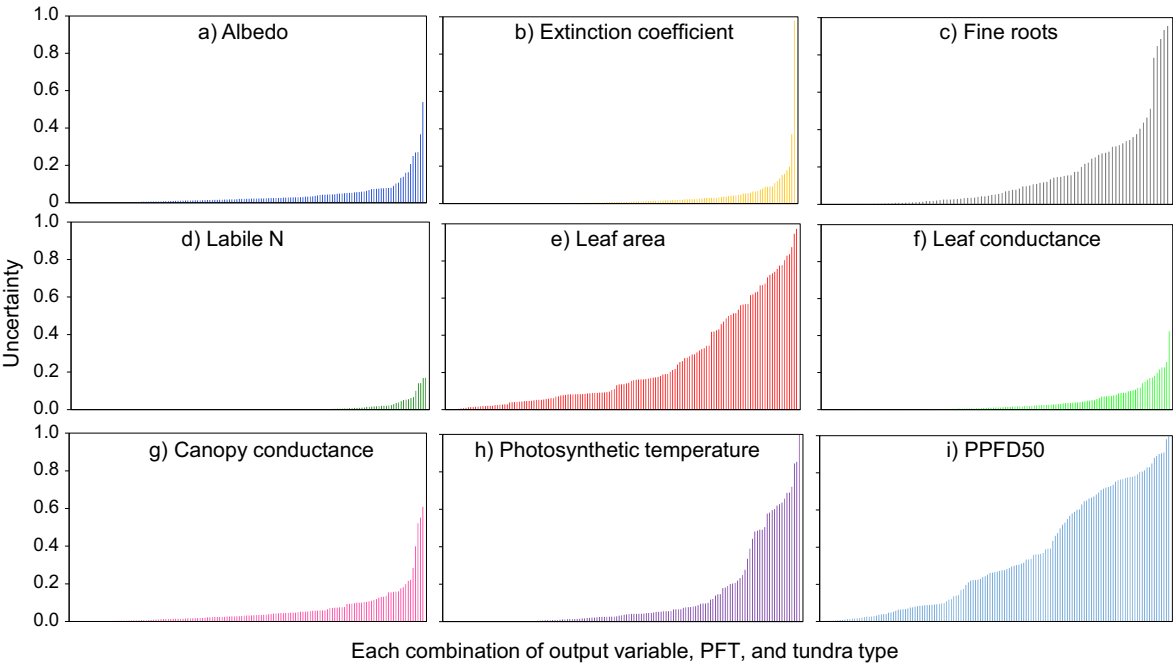 1.0
0.8
0.6
0.4
0.2
0
a) Albedo
b) Extinction coefficient
c) Fine roots
1.0
0.8
0.6
0.4
0.2
0.0
d) Labile N
e) Leaf area
f) Leaf conductance
1.0
0.8
0.6
0.4
0.2
0.0
g) Canopy conductance
h) Photosynthetic temperature
i) PPFD50
Uncertainty
Each combination of output variable, PFT, and tundra type